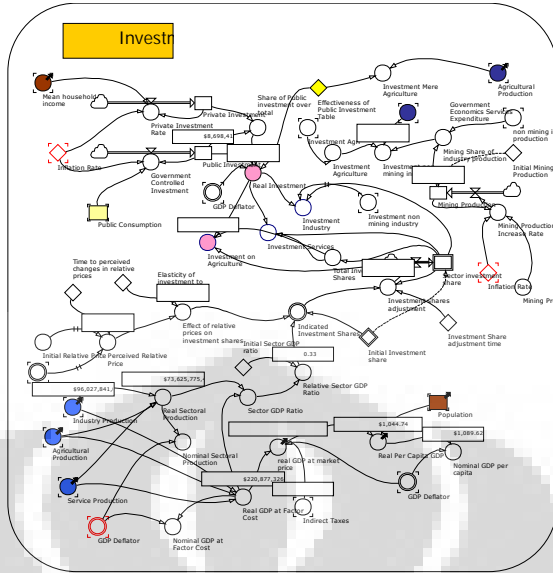 Investr
Mean household
income
Share of Public
investment over
total
Effectiveness of
Public Investment
Table
Investment Mere
Agriculture
Agricultural
Production
Private Investment
Private Investment
Rate
$8,698,41
Government
Economics Services
Expenditure
Mining Share of
industry production
Initial Mining
Production
Inflation Rate
Government
Controlled
Investment
Public Investment
Real Investment
Investment
Agriculture
GDP Deflator
Public Consumption
Investment
Industry
Investment non
mining industry
Mining Production
Mining Production
Increase Rate
Investment on
Agriculture
Investment Services
Shares
Sector investment
share
Inflation Rate
Time to perceived
changes in relative
prices
Elasticity of
investment to
Investment shares
adjustment
Initial Relative Price
Perceived Relative
Price
Effect of relative
prices on
investment shares
Indicated
Investment Shares
Initial Sector GDP
ratio
Initial Investment
share
Investment Share
adjustment time
0.33
Relative Sector GDP
Ratio
$73,625,775,
$96,027,841,
Industry Production
Real Sectoral
Production
Sector GDP Ratio
Population
$1,044.74
$1,089.62
Agricultural
Production
Nominal Sectoral
Production
real GDP at market
price
Real Per Capita GDP
Nominal GDP per
capita
Service Production
$220,877,326
Real GDP at Factor
Cost
GDP Deflator
GDP Deflator
Nominal GDP at
Factor Cost
Indirect Taxes